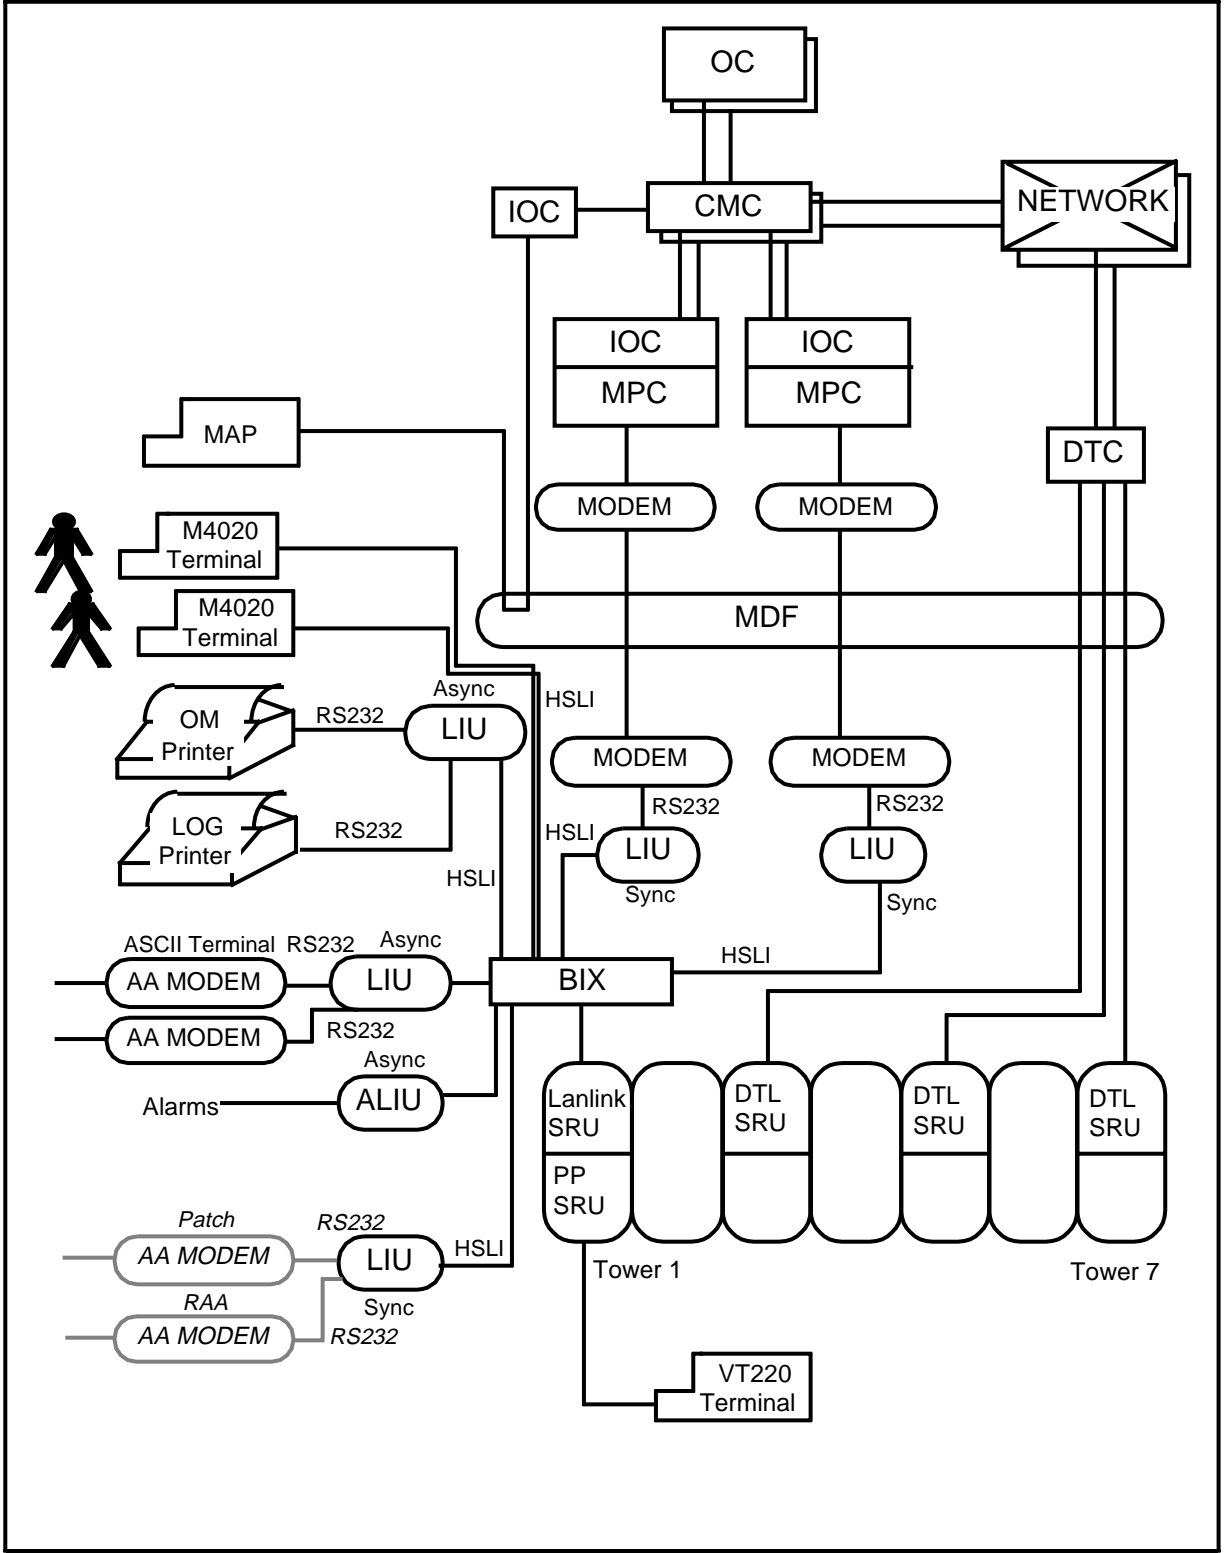 OC
NETWORK
IOC
CMC
IOC
IOC
MPC
MPC
MAP
DTC
MODEM
MODEM
M4020
Terminal
M4020
Terminal
MDF
Async
HSLI
OM
Printer
RS232
LIU
MODEM
MODEM
RS232
RS232
LOG
Printer
RS232
HSLI
LIU
LIU
HSLI
Sync
Sync
ASCII Terminal
RS232
Async
HSLI
AA MODEM
LIU
BIX
AA MODEM
RS232
Async
Alarms
ALIU
Lanlink
SRU
DTL
SRU
DTL
SRU
DTL
SRU
PP
SRU
Patch
RS232
AA MODEM
LIU
HSLI
Tower 1
Tower 7
RAA
Sync
AA MODEM
RS232
VT220
Terminal